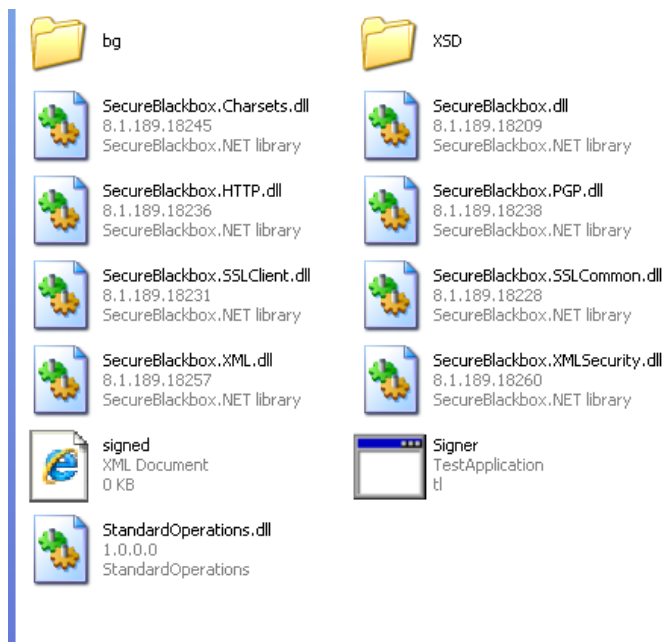 bg
XSD
SecureBlackbox.Charsets.dll
8.1.189.18245
SecureBlackbox.NET library
SecureBlackbox.dll
8.1.189.18209
SecureBlackbox.NET library
SecureBlackbox.HTTP.dll
8.1.189.18236
SecureBlackbox.NET library
SecureBlackbox.PGP.dll
8.1.189.18238
SecureBlackbox.NET library
SecureBlackbox.SSLClient.dll
8.1.189.18231
SecureBlackbox.NET library
SecureBlackbox.SSLCommon.dll
8.1.189.18228
SecureBlackbox.NET library
SecureBlackbox.XML.dll
8.1.189.18257
SecureBlackbox.NET library
SecureBlackbox.XMLSecurity.dll
8.1.189.18260
SecureBlackbox.NET library
signed
XML Document
0 KB
Signer
TestApplication
tl
StandardOperations.dll
1.0.0.0
StandardOperations